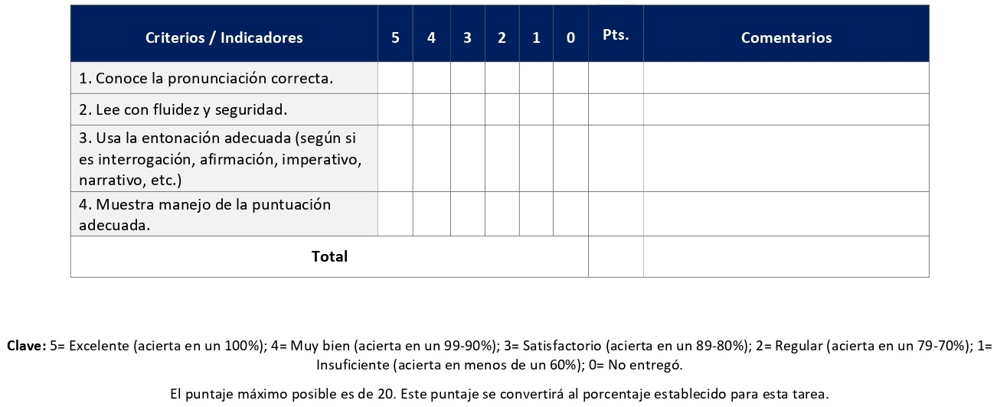 Criterios / Indicadores 5 4 3 2 1 0 Pts. Comentarios
1. Conoce la pronunciación correcta.
2. Lee con fluidez y seguridad.
3. Usa la entonación adecuada (según si
es interrogación, afirmación, imperativo,
narrativo, etc.)
4. Muestra manejo de la puntuación
adecuada.
Total
Clave: 5= Excelente (acierta en un 100%); 4= Muy bien (acierta en un 99-90%); 3= Satisfactorio (acierta en un 89-80%); 2= Regular (acierta en un 79-70%); 1=
Insuficiente (acierta en menos de un 60%); 0= No entregó.
El puntaje máximo posible es de 20. Este puntaje se convertirá al porcentaje establecido para esta tarea.